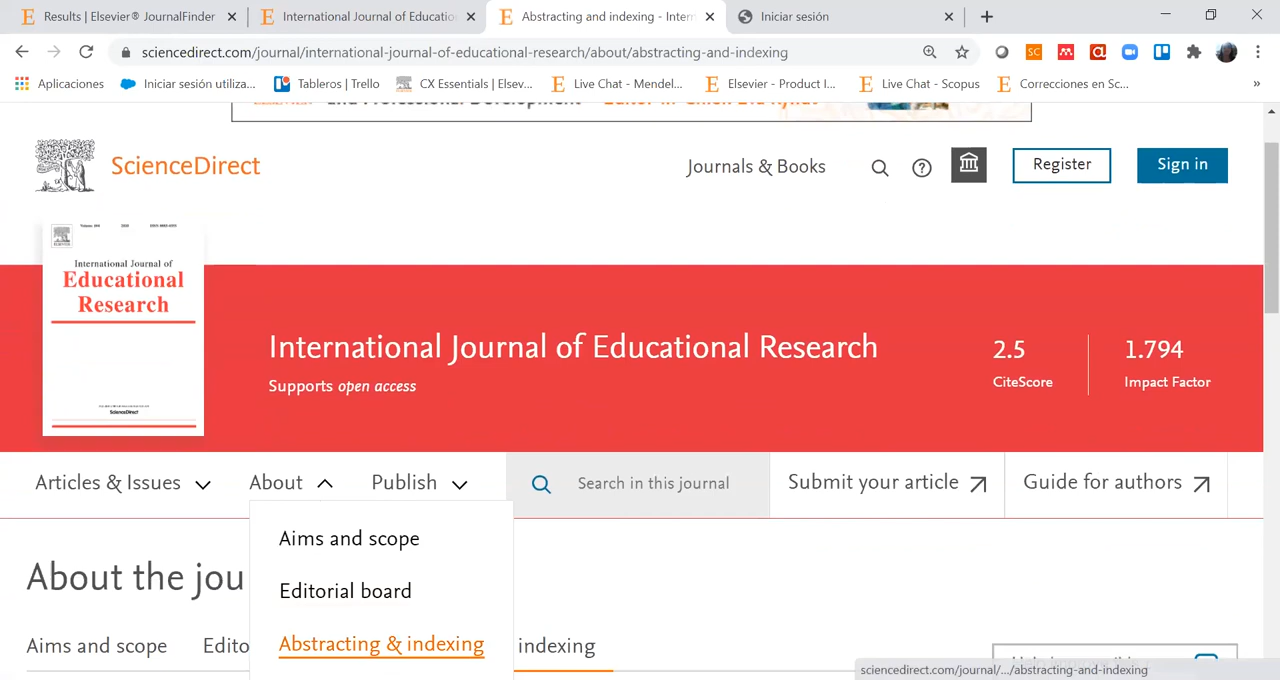 Results | Elsevier® JournalFinder
International Journal of Educatio
Abstracting and indexing - Intern
Iniciar sesión
sciencedirect.com/journal/international-journal-of-educational-research/about/abstracting-and-indexing
Aplicaciones
Iniciar sesión utiliza...
Tableros | Trello
CX Essentials | Elsev...
Live Chat - Mendel...
Elsevier - Product I...
Live Chat - Scopus
Correcciones en Sc...
ScienceDirect
Journals & Books
Register
Sign in
International Journal of
Educational
Research
ScienceDirect
International Journal of Educational Research
Supports open access
2.5
CiteScore
1.794
Impact Factor
Articles & Issues
About
Publish
Search in this journal
Submit your article
Guide for authors
Aims and scope
Editorial board
Abstracting & indexing
About the jou
Aims and scope
Edito
indexing
sciencedirect.com/journal/.../abstracting-and-indexing